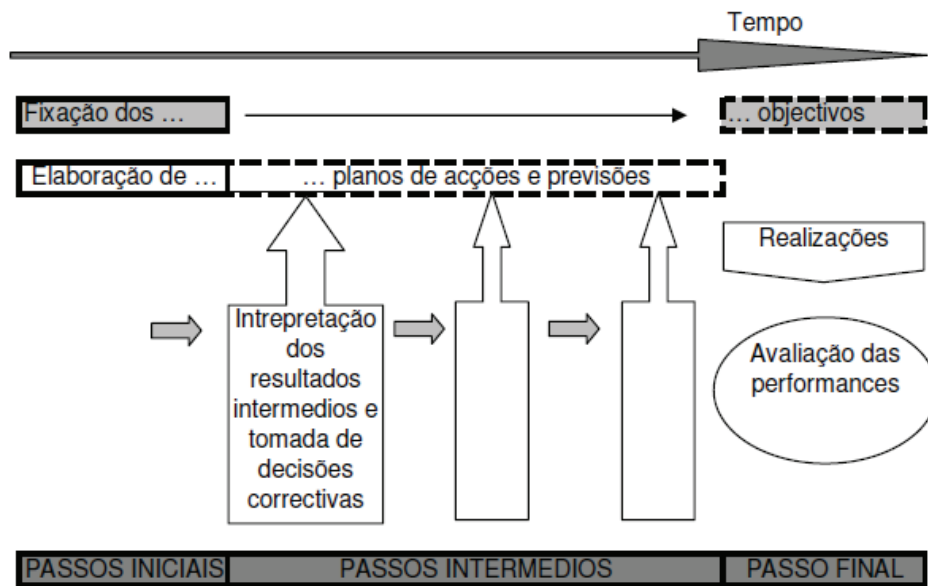 Tempo
Fixação dos …
… objectivos
Elaboração de …
… planos de acções e previsões
Realizações
Intrepretação
dos
resultados
intermedios e
tomada de
decisões
correctivas
Avaliação das
performances
PASSOS INICIAIS
PASSOS INTERMEDIOS
PASSO FINAL